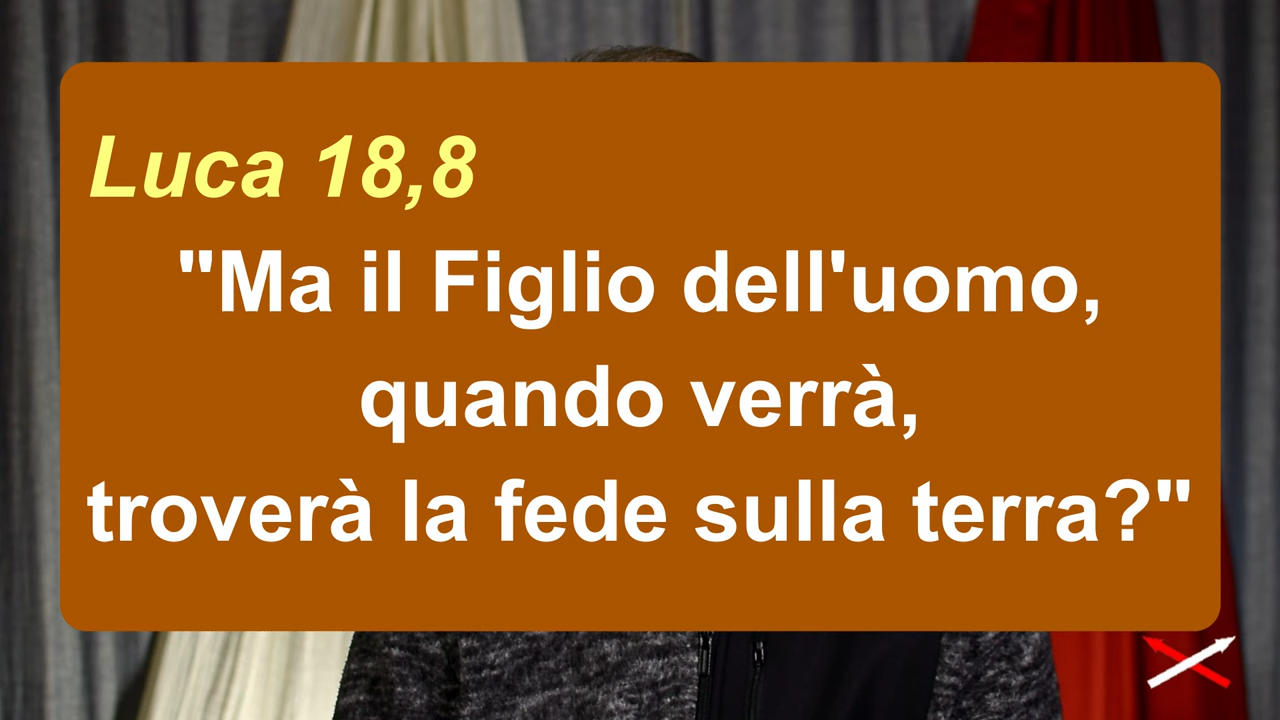 Luca 18,8
"Ma il Figlio dell'uomo,
quando verrà,
troverà la fede sulla terra?"